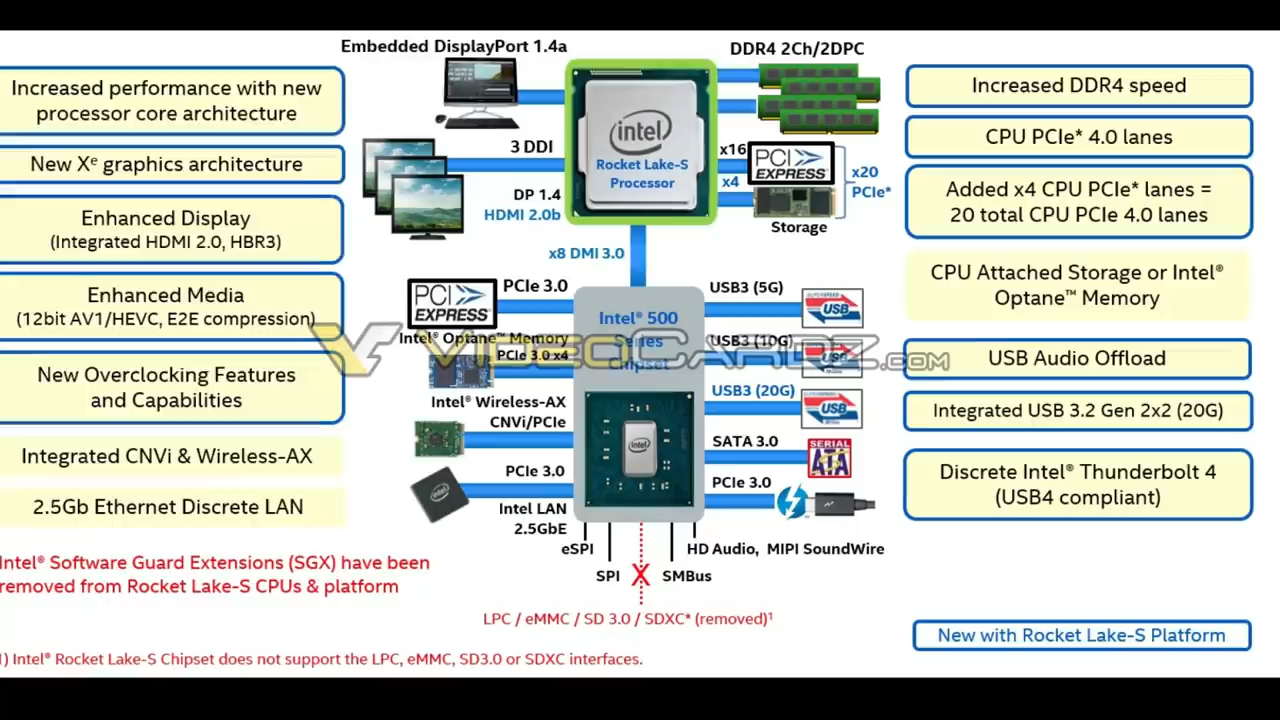 Embedded DisplayPort 1.4a
DDR4 2Ch/2DPC
Increased performance with new
processor core architecture
New Xᵉ graphics architecture
Enhanced Display
(Integrated HDMI 2.0, HBR3)
Enhanced Media
(12bit AV1/HEVC, E2E compression)
New Overclocking Features
and Capabilities
Integrated CNVi & Wireless-AX
2.5Gb Ethernet Discrete LAN
3 DDI
DP 1.4
HDMI 2.0b
intel
Rocket Lake-S
Processor
x16
PCI
EXPRESS
x4
x20
PCIe*
Storage
x8 DMI 3.0
PCIe 3.0
PCI
EXPRESS
Intel® Optane™ Memory
PCIe 3.0 x4
Intel® Wireless-AX
CNVi/PCIe
PCIe 3.0
intel
Intel LAN
2.5GbE
Intel® 500
Series
Chipset
intel
USB3 (5G)
USB
USB3 (10G)
USB
USB3 (20G)
USB
SATA 3.0
SERIAL
ATA
PCIe 3.0
eSPI
SPI
X
SMBus
HD Audio, MIPI SoundWire
LPC / eMMC / SD 3.0 / SDXC* (removed)¹
Increased DDR4 speed
CPU PCIe* 4.0 lanes
Added x4 CPU PCIe* lanes =
20 total CPU PCIe 4.0 lanes
CPU Attached Storage or Intel®
Optane™ Memory
USB Audio Offload
Integrated USB 3.2 Gen 2x2 (20G)
Discrete Intel® Thunderbolt 4
(USB4 compliant)
New with Rocket Lake-S Platform
Intel® Software Guard Extensions (SGX) have been
removed from Rocket Lake-S CPUs & platform
1) Intel® Rocket Lake-S Chipset does not support the LPC, eMMC, SD3.0 or SDXC interfaces.
VIDEOCARDZ.COM